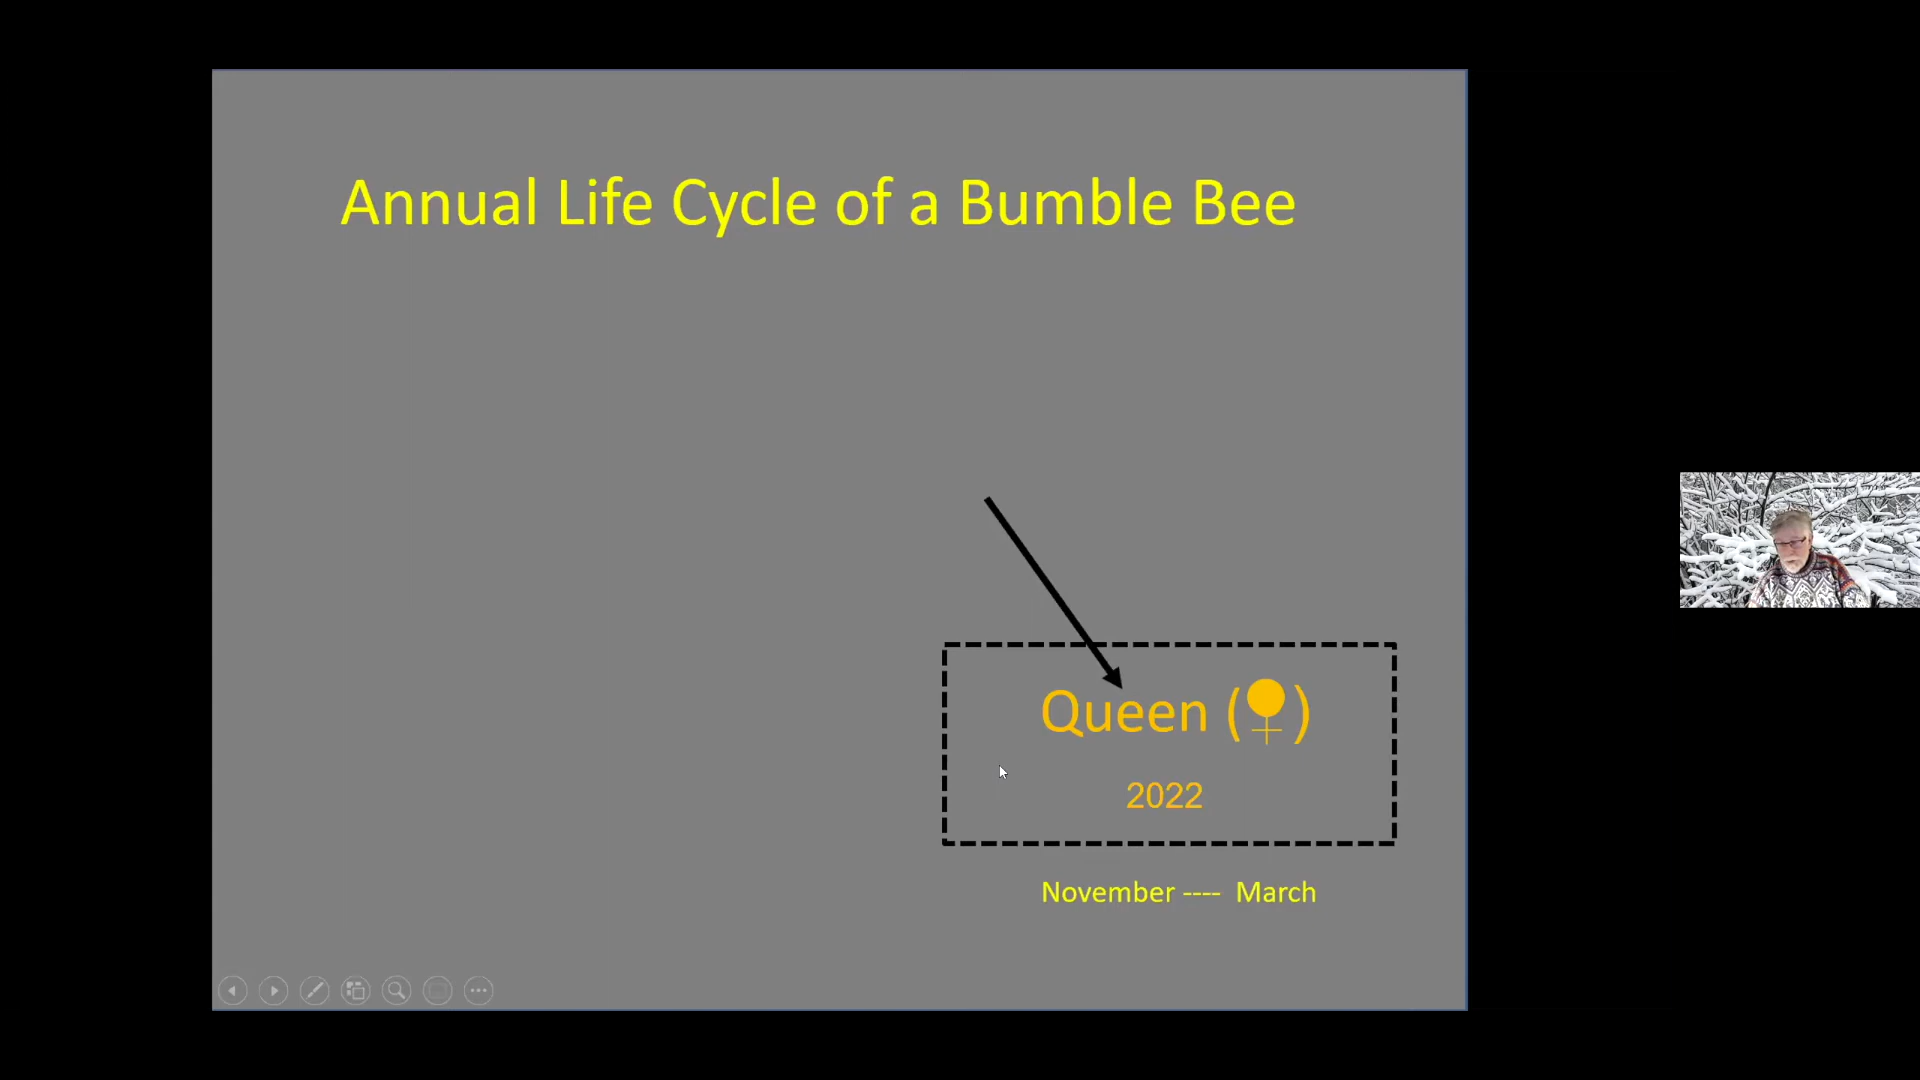 Annual Life Cycle of a Bumble Bee
Queen (♀)
2022
November ---- March